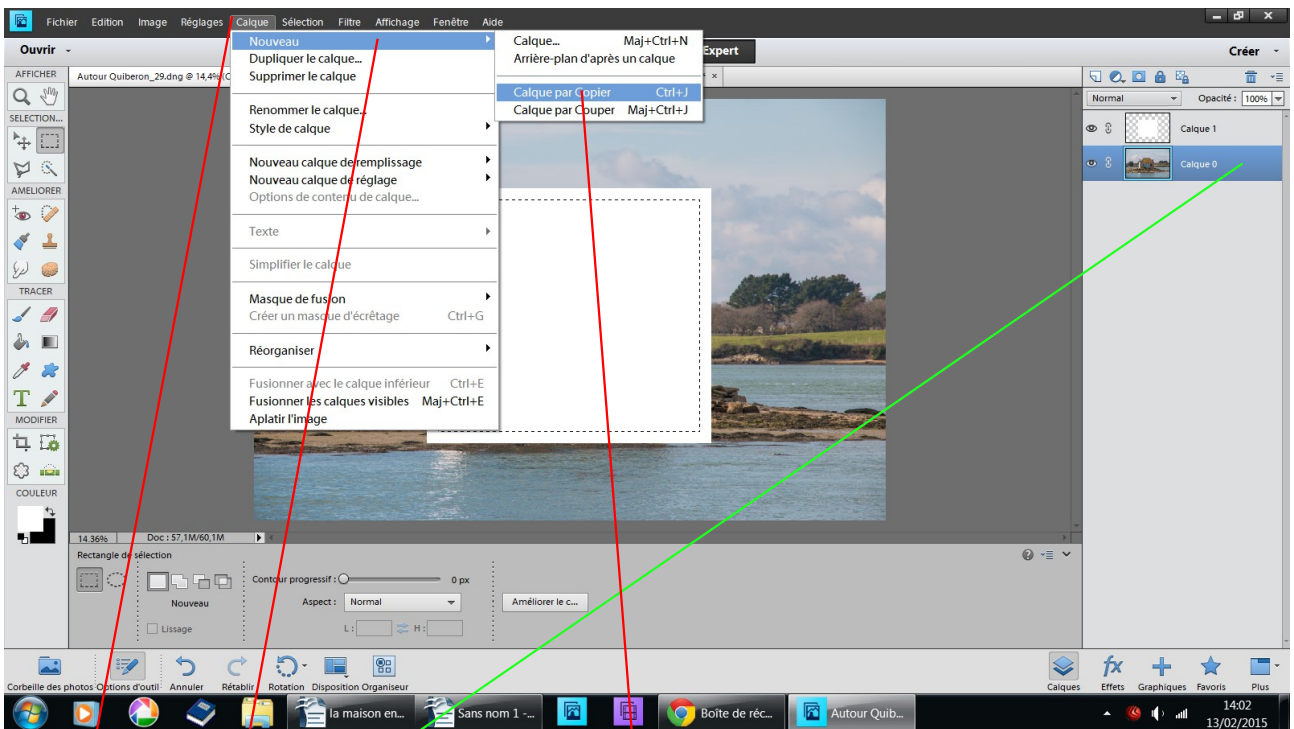 Fichier Edition Image Réglages Calque Sélection Filtre Affichage Fenêtre Aide
Ouvrir
Expert
Créer
AFFICHER
Autour Quiberon_29.dng @ 14,4% (C
Nouveau
Dupliquer le calque...
Supprimer le calque
Renommer le calque...
Style de calque
Nouveau calque de remplissage
Nouveau calque de réglage
Options de contenu de calque...
Texte
Simplifier le calque
Masque de fusion
Créer un masque d'écrêtage Ctrl+G
Réorganiser
Fusionner avec le calque inférieur Ctrl+E
Fusionner les calques visibles Maj+Ctrl+E
Aplatir l'image
Calque... Maj+Ctrl+N
Arrière-plan d'après un calque
Calque par Copier Ctrl+J
Calque par Couper Maj+Ctrl+J
Normal Opacité : 100%
Calque 1
Calque 0
SELECTION...
AMELIORER
TRACER
MODIFIER
COULEUR
14.36% Doc : 57,1M/60,1M
Rectangle de sélection
Contour progressif : 0 px
Nouveau
Aspect : Normal
Améliorer le c...
Lissage
L : H :
Corbeille des photos Options d'outil Annuler Rétablir Rotation Disposition Organiseur
Calques Effets Graphiques Favoris Plus
la maison en...
Sans nom 1 -...
Boîte de réc...
Autour Quib...
14:02
13/02/2015